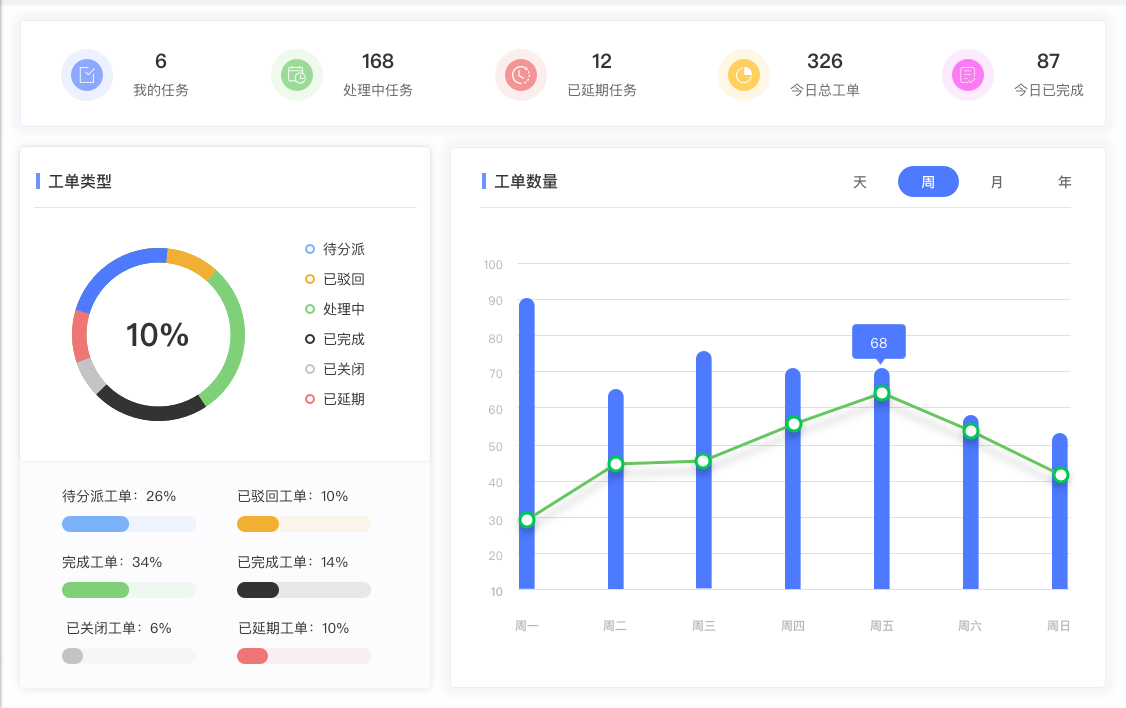 6
我的任务
168
处理中任务
12
已延期任务
326
今日总工单
87
今日已完成
工单类型
待分派
已驳回
处理中
已完成
已关闭
已延期
10%
待分派工单：26%
已驳回工单：10%
完成工单：34%
已完成工单：14%
已关闭工单：6%
已延期工单：10%
工单数量
天 周 月 年
100
90
80
70
60
50
40
30
20
10
68
周一 周二 周三 周四 周五 周六 周日